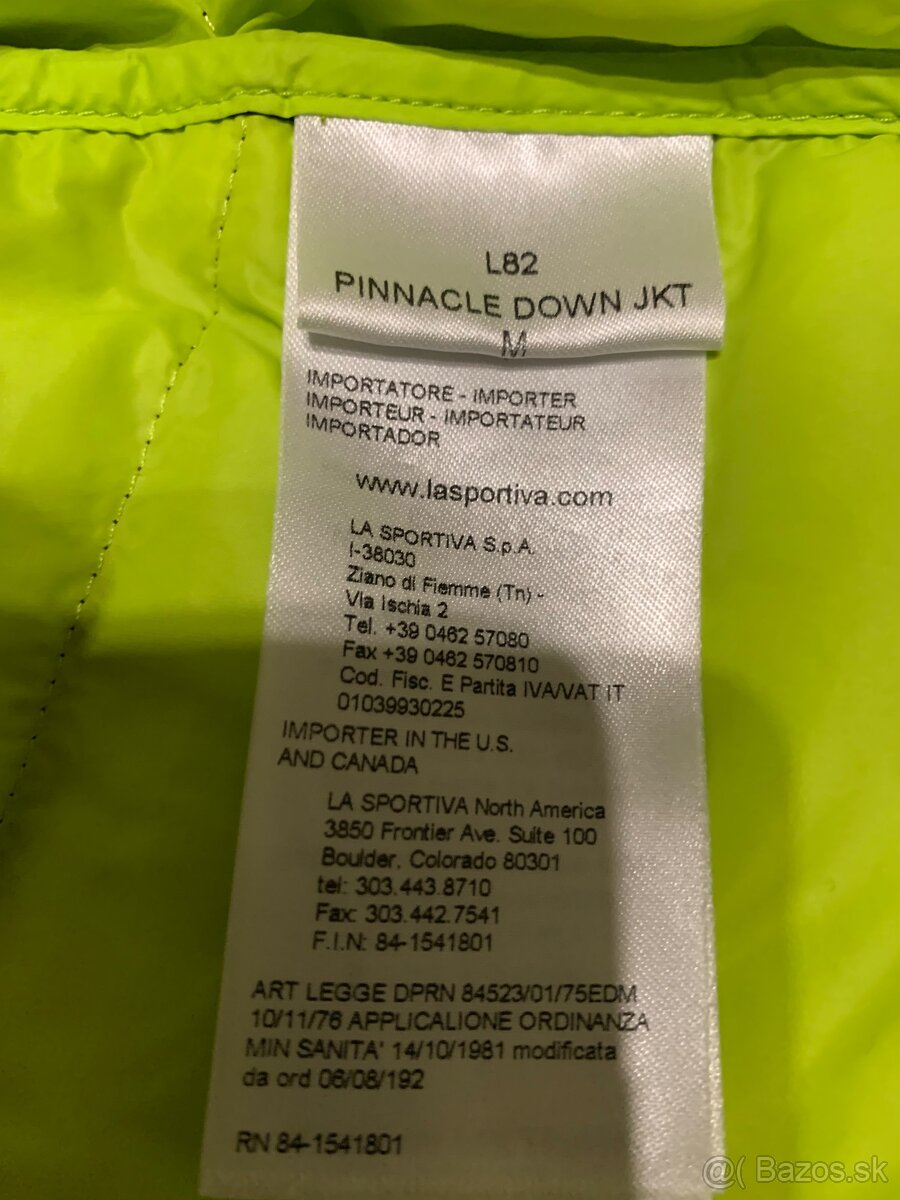 L82
PINNACLE DOWN JKT
M
IMPORTATORE - IMPORTER
IMPORTEUR - IMPORTATEUR
IMPORTADOR
www.lasportiva.com
LA SPORTIVA S.p.A.
I-38030
Ziano di Fiemme (Tn) -
Via Ischia 2
Tel. +39 0462 57080
Fax +39 0462 570810
Cod. Fisc. E Partita IVA/VAT IT
01039930225
IMPORTER IN THE U.S.
AND CANADA
LA SPORTIVA North America
3850 Frontier Ave. Suite 100
Boulder, Colorado 80301
tel: 303.443.8710
Fax: 303.442.7541
F.I.N: 84-1541801
ART LEGGE DPRN 84523/01/75EDM
10/11/76 APPLICALIONE ORDINANZA
MIN SANITA' 14/10/1981 modificata
da ord 06/08/192
RN 84-1541801
@( Bazos.sk